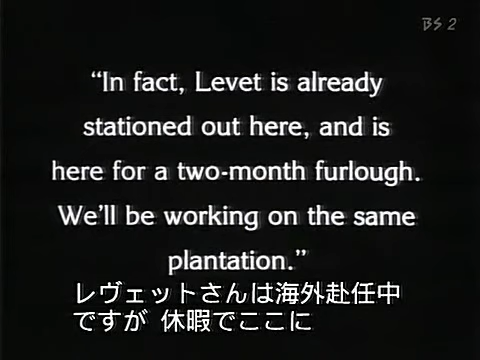 BS 2
“In fact, Levet is already
stationed out here, and is
here for a two-month furlough.
We’ll be working on the same
plantation.”
レヴェットさんは海外赴任中
ですが 休暇でここに